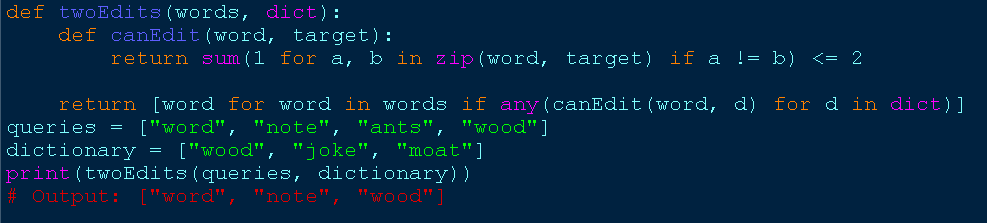 def twoEdits(words, dict):
    def canEdit(word, target):
        return sum(1 for a, b in zip(word, target) if a != b) <= 2

    return [word for word in words if any(canEdit(word, d) for d in dict)]
queries = ["word", "note", "ants", "wood"]
dictionary = ["wood", "joke", "moat"]
print(twoEdits(queries, dictionary))
# Output: ["word", "note", "wood"]